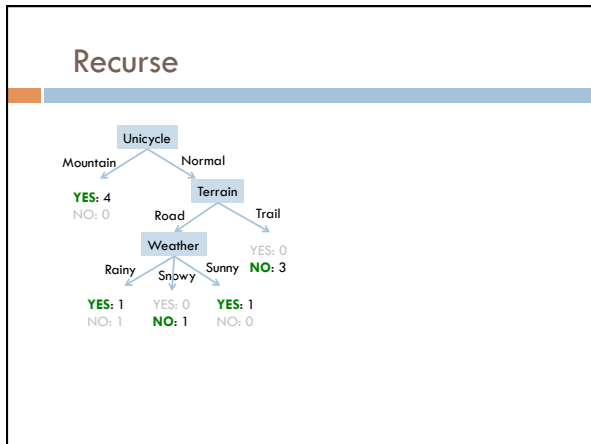 Recurse
Unicycle
Mountain Normal
YES: 4
NO: 0
Terrain
Road Trail
Weather
YES: 0
NO: 3
Rainy Snowy Sunny
YES: 1 YES: 0 YES: 1
NO: 1 NO: 1 NO: 0